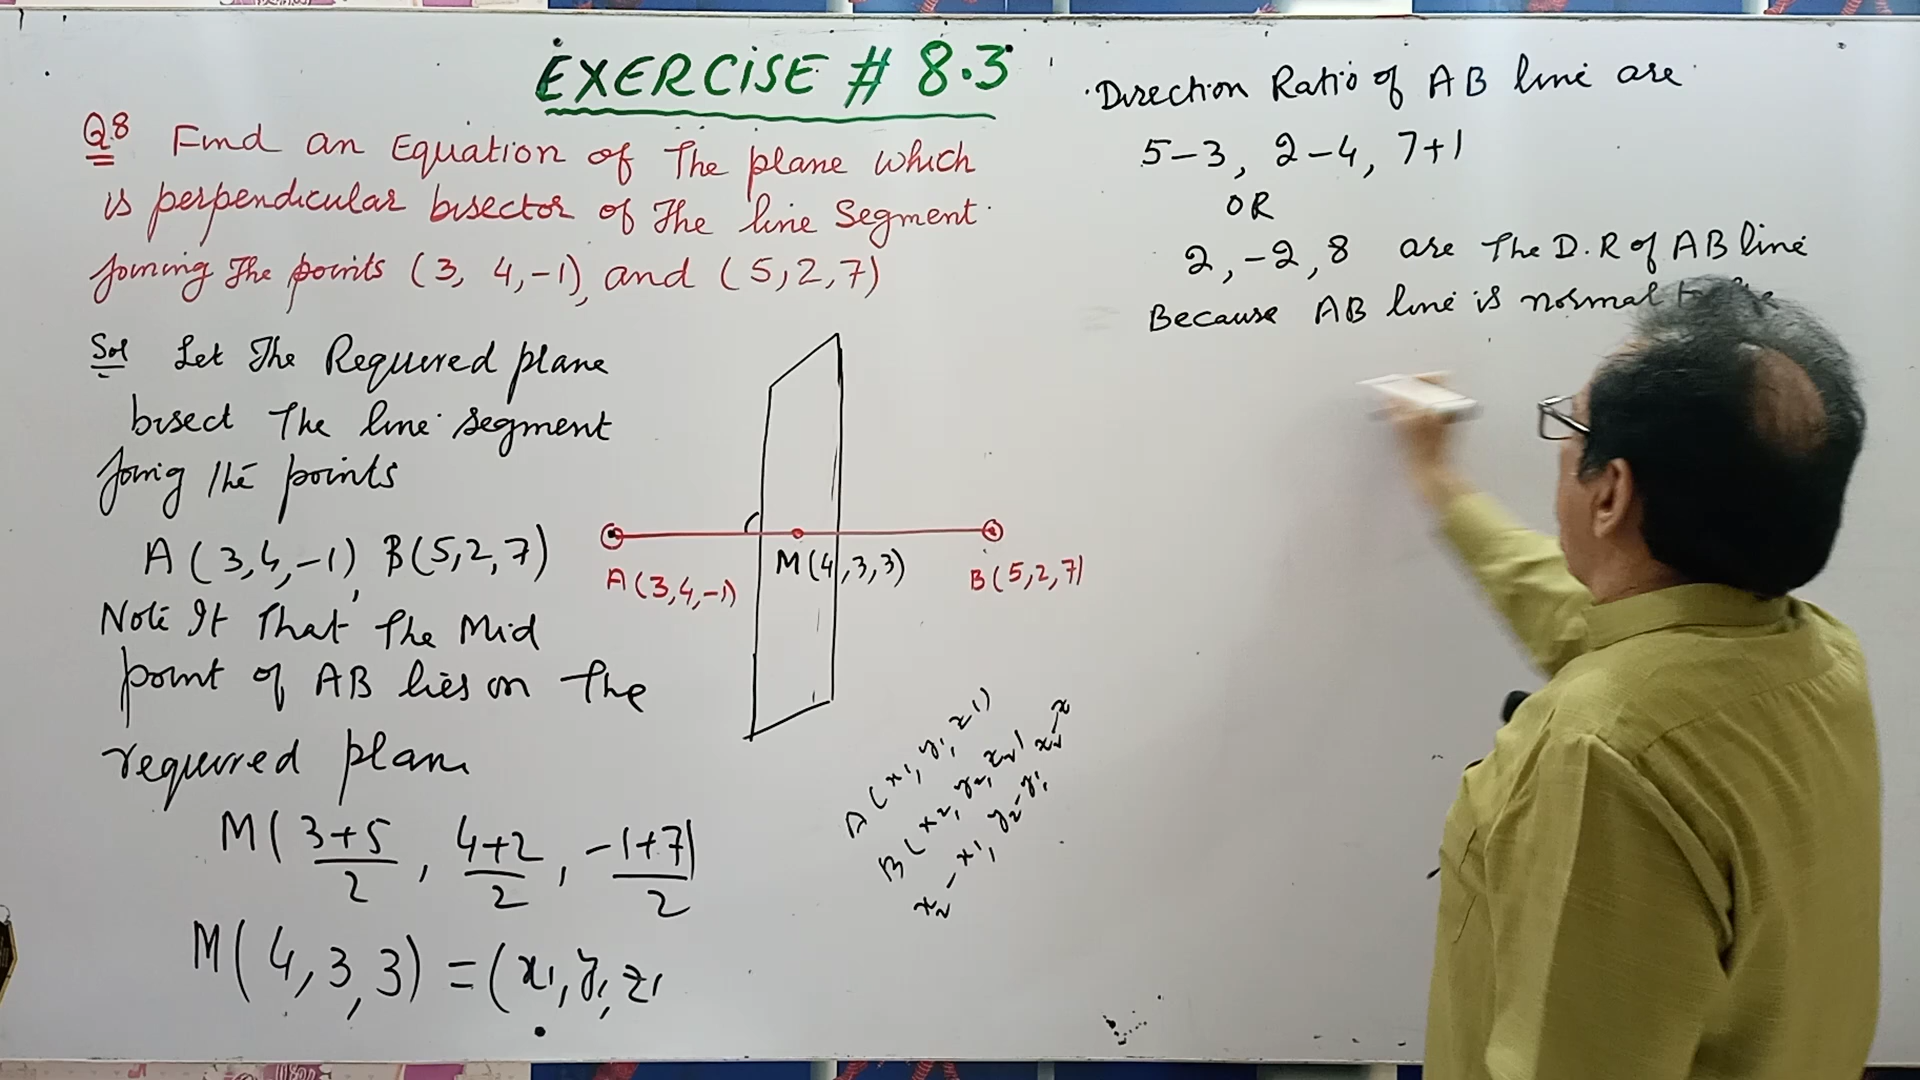 EXERCISE # 8.3
Q.8 Find an Equation of The plane which
is perpendicular bisector of The line Segment
Joining The points (3, 4, -1), and (5, 2, 7)
Sol Let The Required plane
bisect The line segment
Joing The points
A(3,4,-1), B(5,2,7)
Note It That The Mid
point of AB lies on The
required plan
M(3+5/2, 4+2/2, -1+7/2)
M(4,3,3) = (x1, y1, z1
A(3,4,-1)
M(4,3,3)
B(5,2,7)
A(x1, y1, z1)
B(x2, y2, z2)
x2-x1, y2-y1,
Direction Ratio of AB line are
5-3, 2-4, 7+1
OR
2, -2, 8 are The D.R of AB line
Because AB line is normal